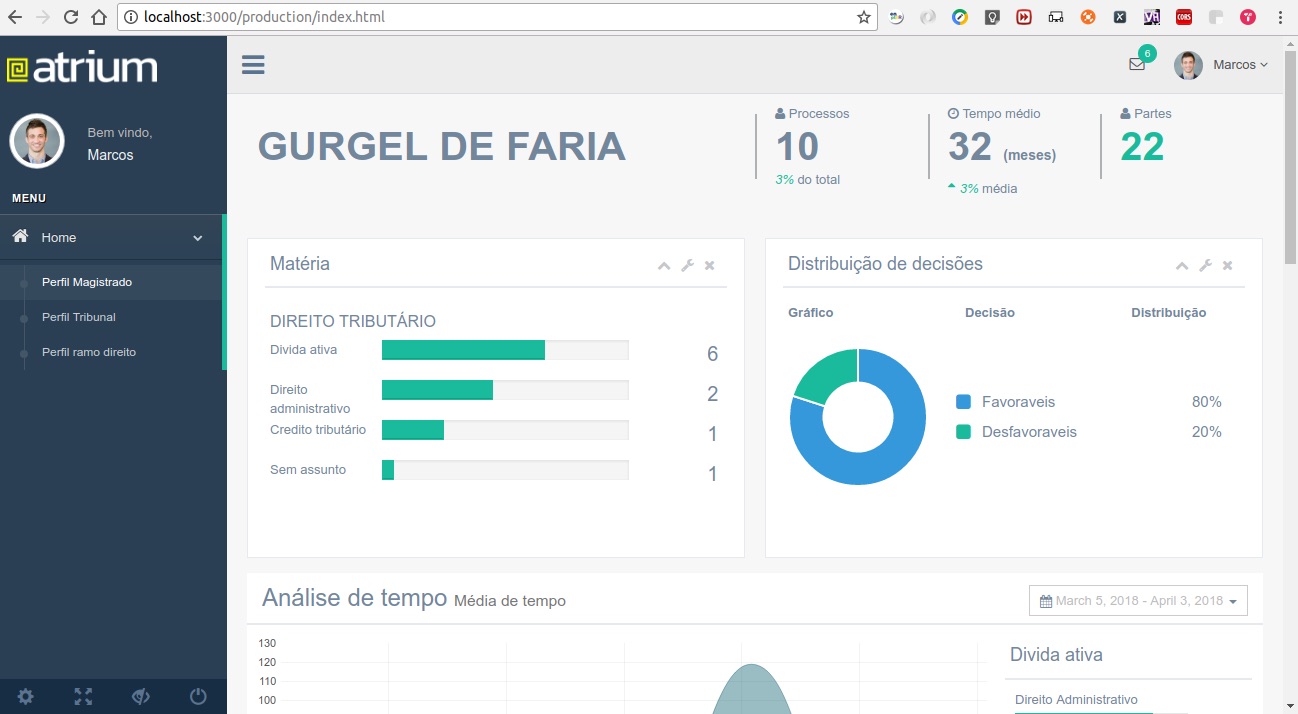 localhost:3000/production/index.html
CORS
atrium
Bem vindo,
Marcos
MENU
Home
Perfil Magistrado
Perfil Tribunal
Perfil ramo direito
6
Marcos
GURGEL DE FARIA
Processos
10
3% do total
Tempo médio
32 (meses)
3% média
Partes
22
Matéria
DIREITO TRIBUTÁRIO
Divida ativa
6
Direito
administrativo
2
Credito tributário
1
Sem assunto
1
Distribuição de decisões
Gráfico Decisão Distribuição
Favoraveis 80%
Desfavoraveis 20%
Análise de tempo Média de tempo
March 5, 2018 - April 3, 2018
130
120
110
100
Divida ativa
Direito Administrativo